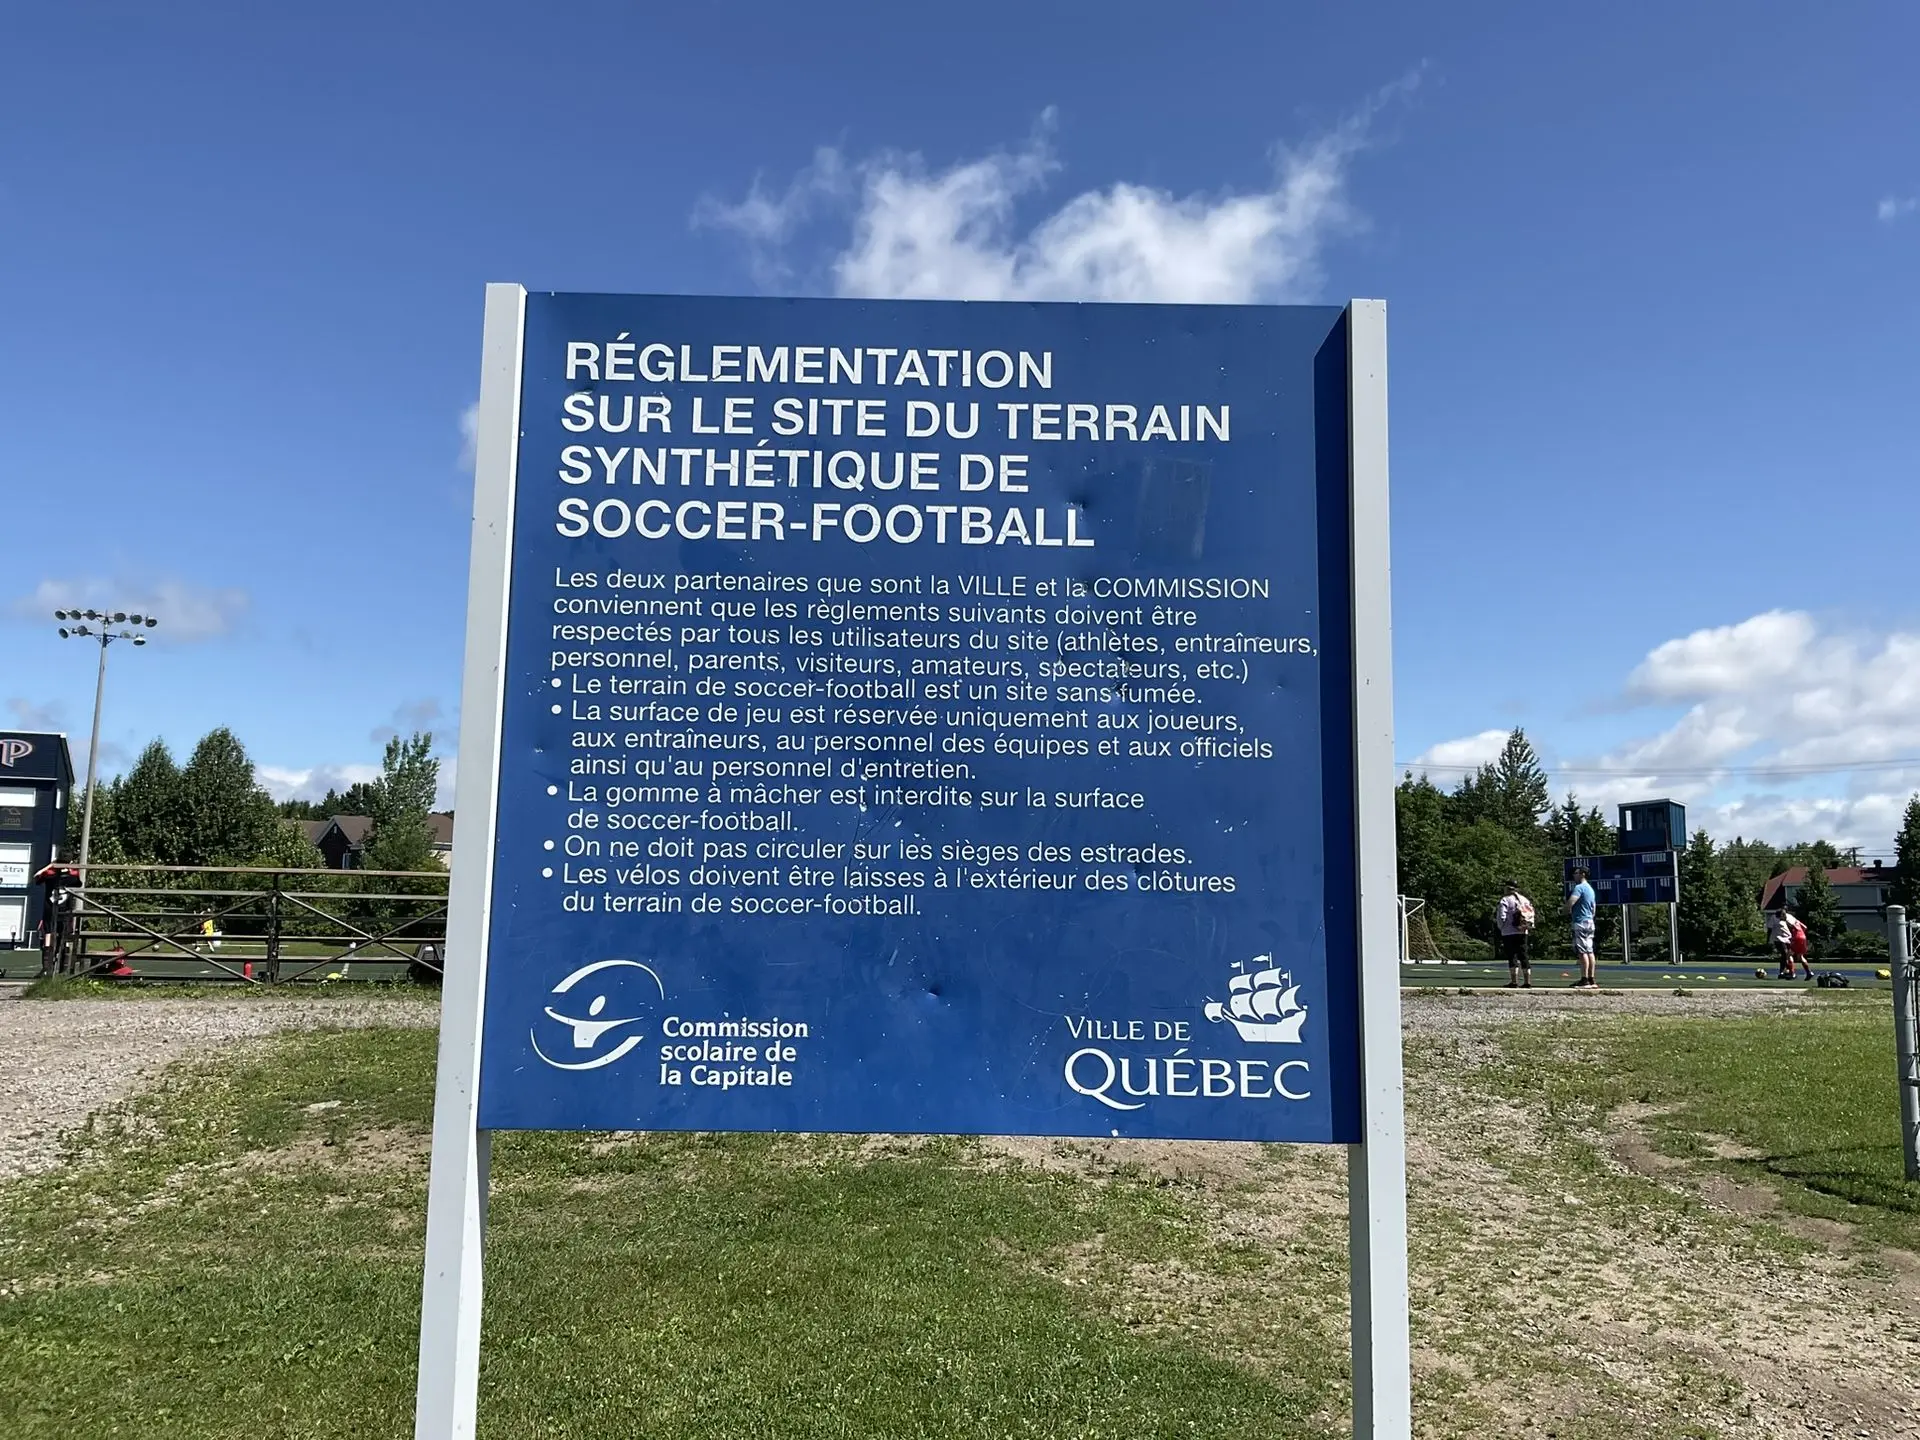 RÉGLEMENTATION
SUR LE SITE DU TERRAIN
SYNTHÉTIQUE DE
SOCCER-FOOTBALL
Les deux partenaires que sont la VILLE et la COMMISSION
conviennent que les règlements suivants doivent être
respectés par tous les utilisateurs du site (athlètes, entraîneurs,
personnel, parents, visiteurs, amateurs, spectateurs, etc.)
• Le terrain de soccer-football est un site sans fumée.
• La surface de jeu est réservée uniquement aux joueurs,
aux entraîneurs, au personnel des équipes et aux officiels
ainsi qu'au personnel d'entretien.
• La gomme à mâcher est interdite sur la surface
de soccer-football.
• On ne doit pas circuler sur les sièges des estrades.
• Les vélos doivent être laissés à l'extérieur des clôtures
du terrain de soccer-football.
Commission
scolaire de
la Capitale
VILLE DE
QUÉBEC
P
LOCAL
VISITEURS